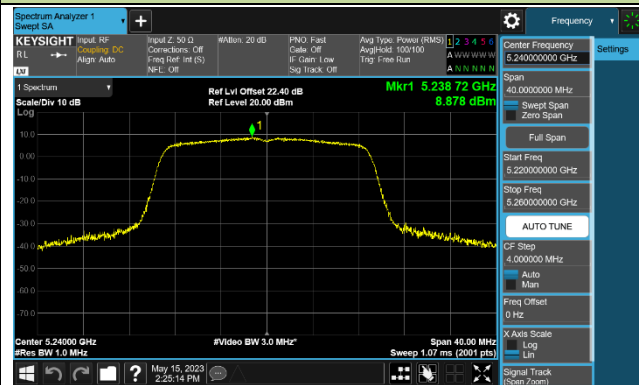 Spectrum Analyzer 1
Swept SA
+
Frequency
KEYSIGHT
RL
LXI
Input: RF
Coupling: DC
Align: Auto
Input Z: 50 Ω
Corrections: Off
Freq Ref: Int (S)
NFE: Off
#Atten: 20 dB
PNO: Fast
Gate: Off
IF Gain: Low
Sig Track: Off
Avg Type: Power (RMS)
Avg|Hold: 100/100
Trig: Free Run
1 2 3 4 5 6
A W W W W W
A N N N N N
1 Spectrum
Scale/Div 10 dB
Log
Ref Lvl Offset 22.40 dB
Ref Level 20.00 dBm
Mkr1 5.238 72 GHz
8.878 dBm
1
10.0
0.00
-10.0
-20.0
-30.0
-40.0
-50.0
-60.0
-70.0
Center 5.24000 GHz
#Res BW 1.0 MHz
#Video BW 3.0 MHz*
Span 40.00 MHz
Sweep 1.07 ms (2001 pts)
Center Frequency
5.240000000 GHz
Settings
Span
40.0000000 MHz
Swept Span
Zero Span
Full Span
Start Freq
5.220000000 GHz
Stop Freq
5.260000000 GHz
AUTO TUNE
CF Step
4.000000 MHz
Auto
Man
Freq Offset
0 Hz
X Axis Scale
Log
Lin
Signal Track
(Span Zoom)
?
May 15, 2023
2:25:14 PM